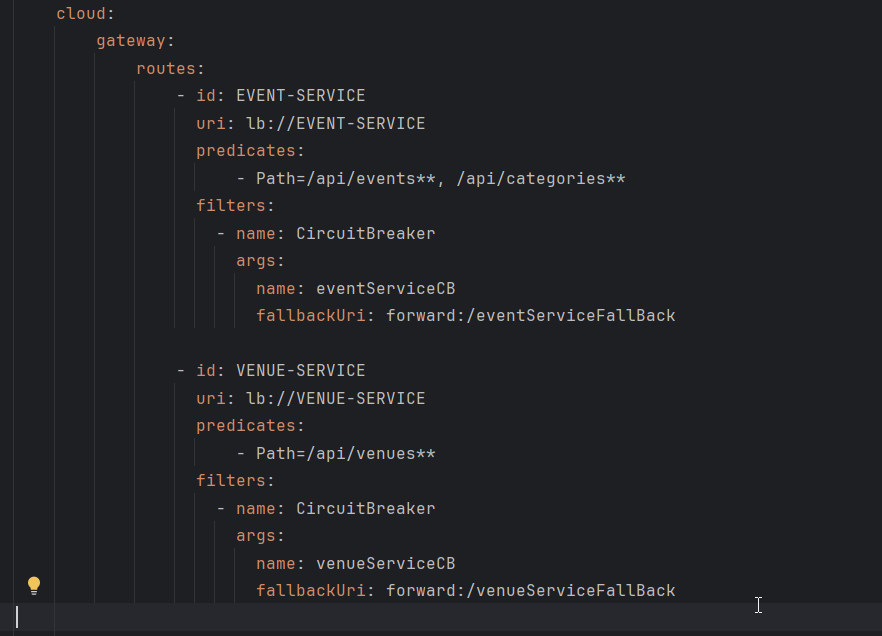 cloud:
gateway:
routes:
- id: EVENT-SERVICE
uri: lb://EVENT-SERVICE
predicates:
- Path=/api/events**, /api/categories**
filters:
- name: CircuitBreaker
args:
name: eventServiceCB
fallbackUri: forward:/eventServiceFallBack
- id: VENUE-SERVICE
uri: lb://VENUE-SERVICE
predicates:
- Path=/api/venues**
filters:
- name: CircuitBreaker
args:
name: venueServiceCB
fallbackUri: forward:/venueServiceFallBack